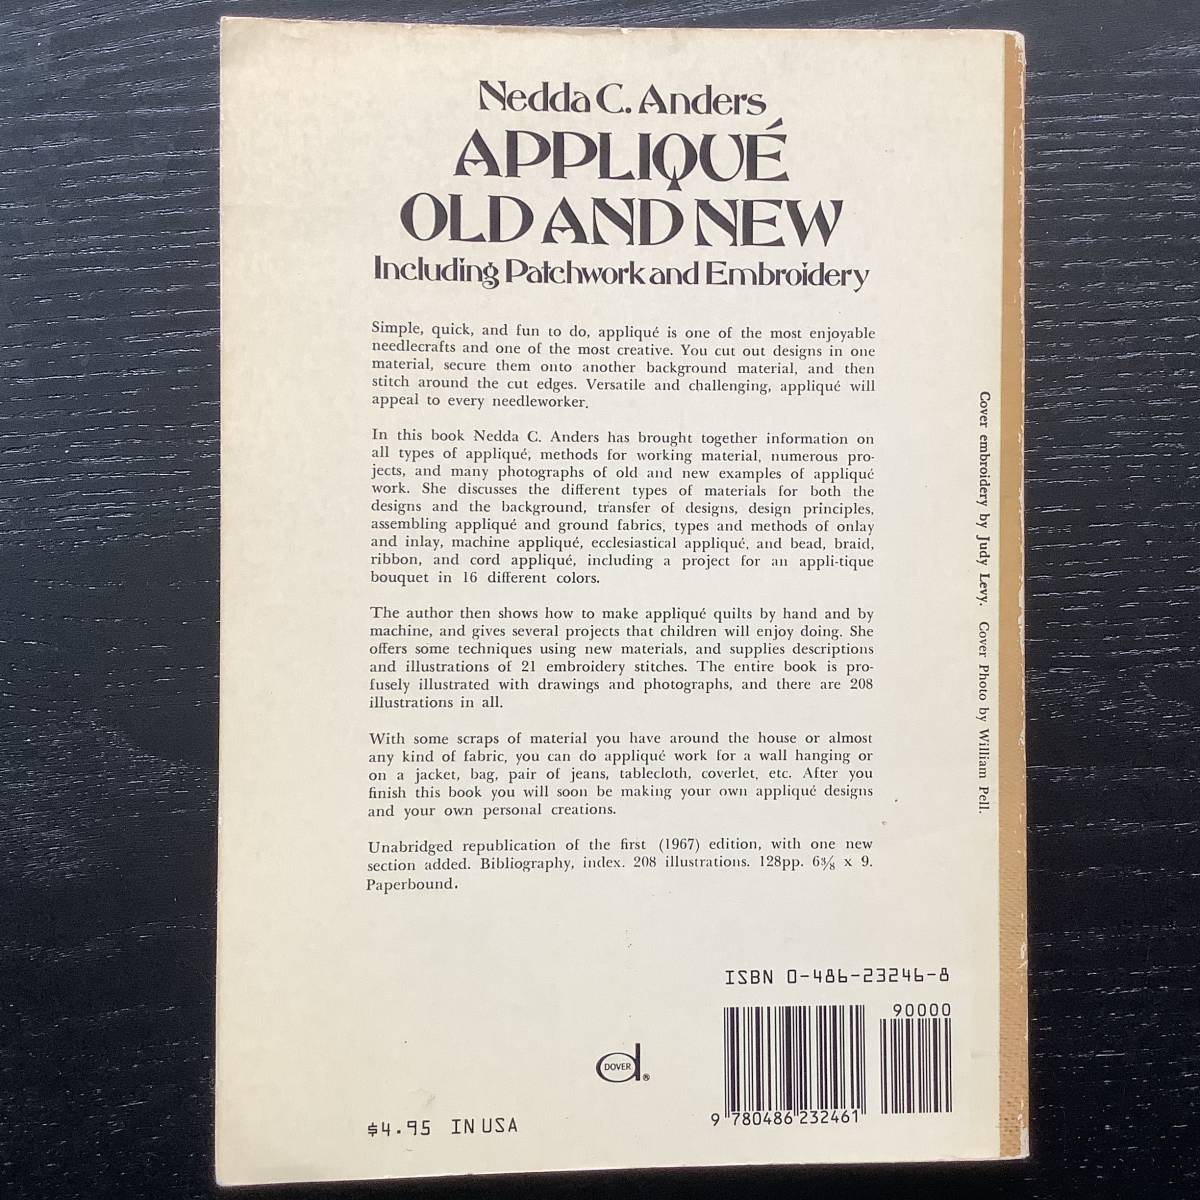 Nedda C. Anders
APPLIQUÉ
OLD AND NEW
Including Patchwork and Embroidery
Simple, quick, and fun to do, appliqué is one of the most enjoyable
needlecrafts and one of the most creative. You cut out designs in one
material, secure them onto another background material, and then
stitch around the cut edges. Versatile and challenging, appliqué will
appeal to every needleworker.
In this book Nedda C. Anders has brought together information on
all types of appliqué, methods for working material, numerous pro-
jects, and many photographs of old and new examples of appliqué
work. She discusses the different types of materials for both the
designs and the background, transfer of designs, design principles,
assembling appliqué and ground fabrics, types and methods of onlay
and inlay, machine appliqué, ecclesiastical appliqué, and bead, braid,
ribbon, and cord appliqué, including a project for an appli-tique
bouquet in 16 different colors.
The author then shows how to make appliqué quilts by hand and by
machine, and gives several projects that children will enjoy doing. She
offers some techniques using new materials, and supplies descriptions
and illustrations of 21 embroidery stitches. The entire book is pro-
fusely illustrated with drawings and photographs, and there are 208
illustrations in all.
With some scraps of material you have around the house or almost
any kind of fabric, you can do appliqué work for a wall hanging or
on a jacket, bag, pair of jeans, tablecloth, coverlet, etc. After you
finish this book you will soon be making your own appliqué designs
and your own personal creations.
Unabridged republication of the first (1967) edition, with one new
section added. Bibliography, index. 208 illustrations. 128pp. 6⅜ x 9.
Paperbound.
Cover embroidery by Judy Levy. Cover Photo by William Pell.
ISBN 0-486-23246-8
90000
9 780486 232461
DOVER ®
$4.95 IN USA